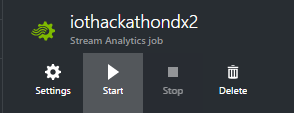 iothackathondx2
Stream Analytics job
Settings Start Stop Delete